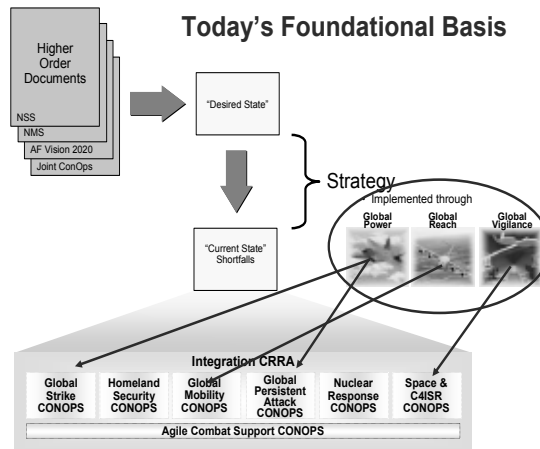 Today's Foundational Basis
Higher
Order
Documents
NSS
NMS
AF Vision 2020
Joint ConOps
"Desired State"
Strategy
• Implemented through
Global
Power
Global
Reach
Global
Vigilance
"Current State"
Shortfalls
Integration CRRA
Global
Strike
CONOPS
Homeland
Security
CONOPS
Global
Mobility
CONOPS
Global
Persistent
Attack
CONOPS
Nuclear
Response
CONOPS
Space &
C4ISR
CONOPS
Agile Combat Support CONOPS